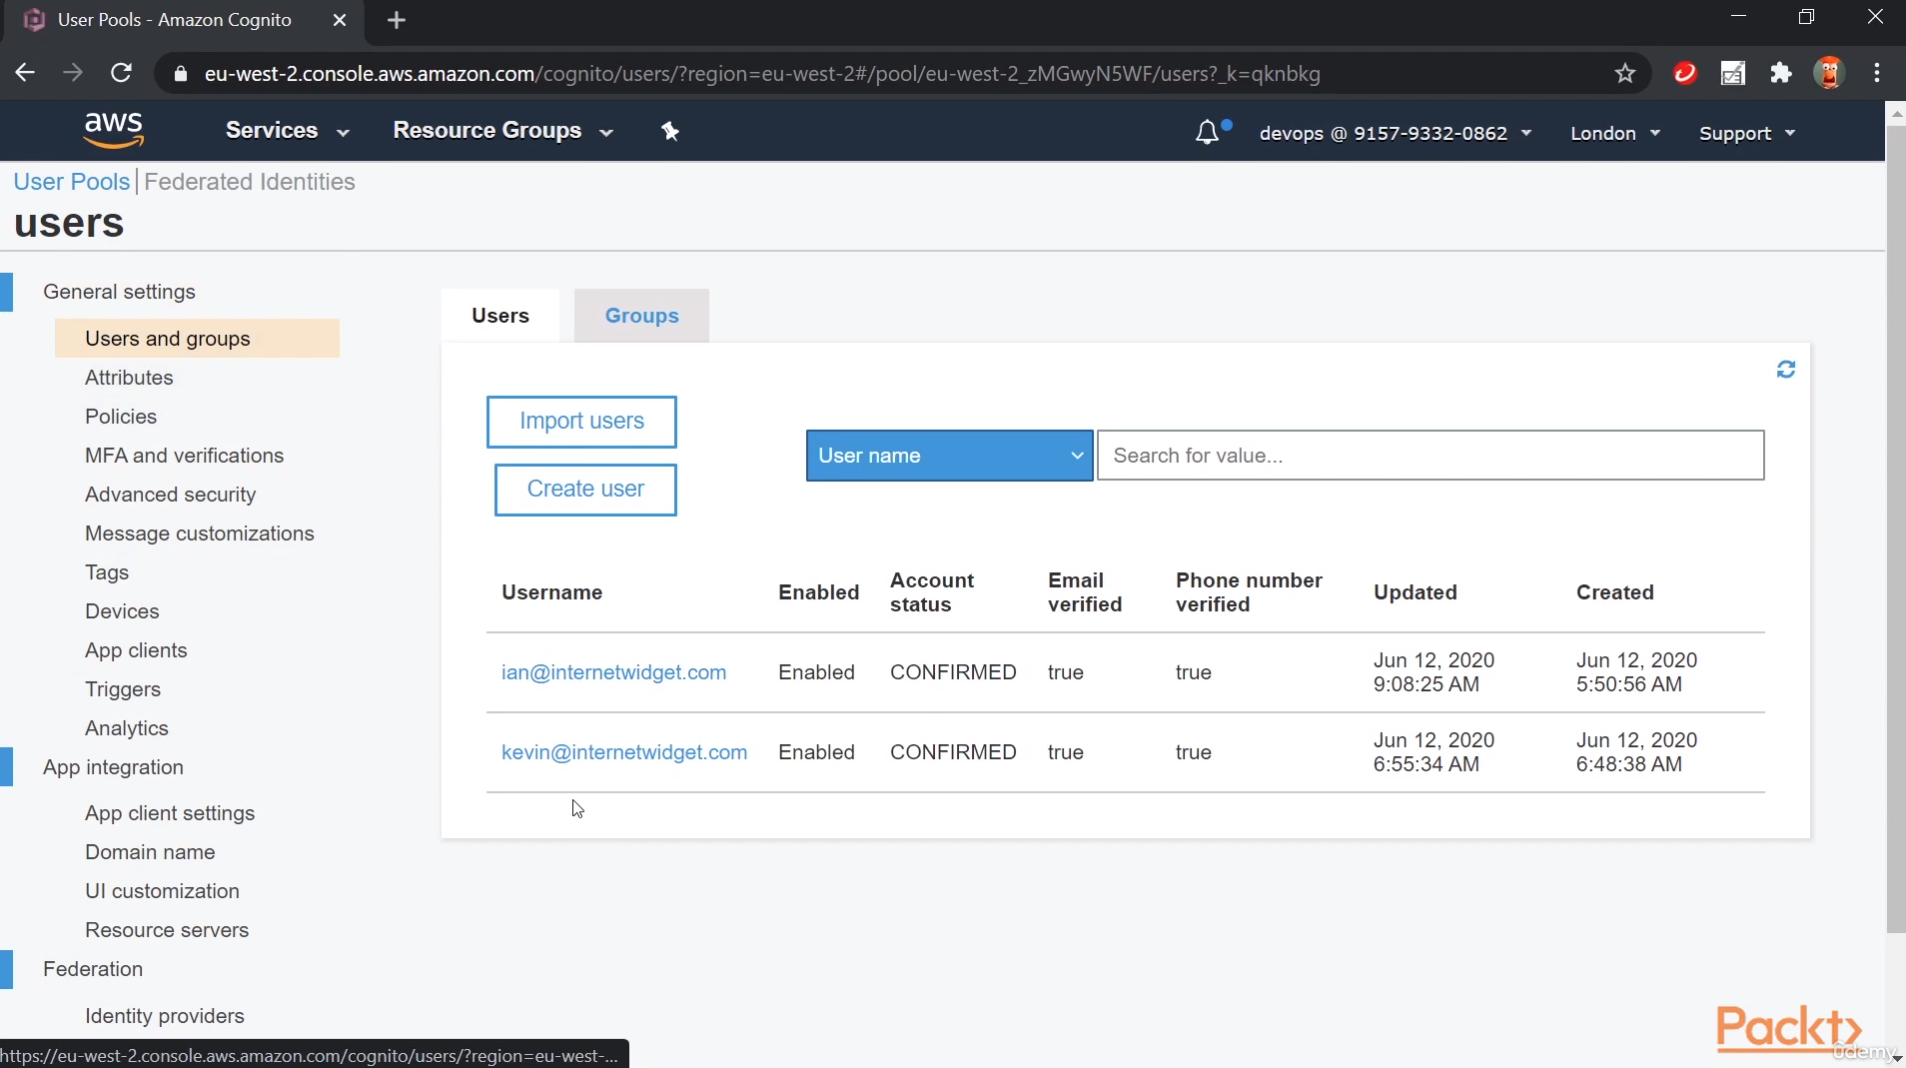 User Pools - Amazon Cognito
eu-west-2.console.aws.amazon.com/cognito/users/?region=eu-west-2#/pool/eu-west-2_zMGwyN5WF/users?_k=qknbkg
aws Services Resource Groups devops @ 9157-9332-0862 London Support
User Pools Federated Identities
users
General settings
Users and groups
Attributes
Policies
MFA and verifications
Advanced security
Message customizations
Tags
Devices
App clients
Triggers
Analytics
App integration
App client settings
Domain name
UI customization
Resource servers
Federation
Identity providers
Users Groups
Import users
Create user
User name Search for value...
Username Enabled Account status Email verified Phone number verified Updated Created
ian@internetwidget.com Enabled CONFIRMED true true Jun 12, 2020 9:08:25 AM Jun 12, 2020 5:50:56 AM
kevin@internetwidget.com Enabled CONFIRMED true true Jun 12, 2020 6:55:34 AM Jun 12, 2020 6:48:38 AM
https://eu-west-2.console.aws.amazon.com/cognito/users/?region=eu-west-...
Packt
ûdemy